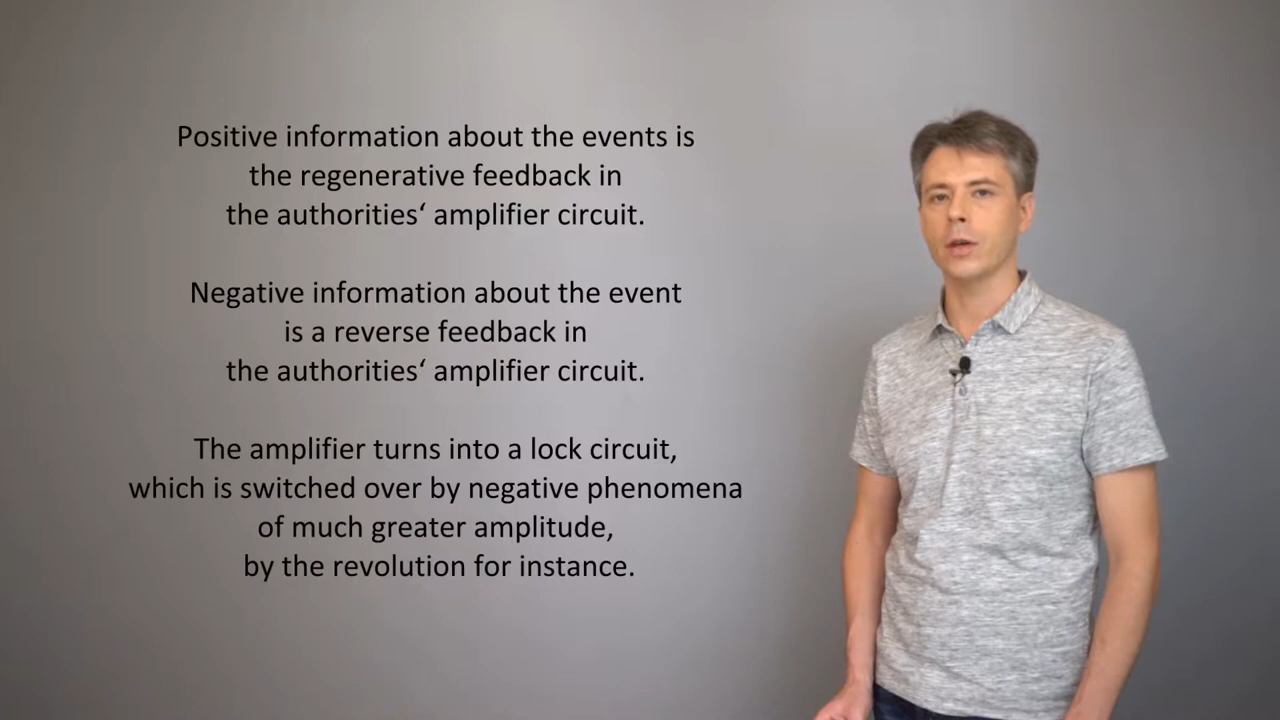 Positive information about the events is
the regenerative feedback in
the authorities‘ amplifier circuit.
Negative information about the event
is a reverse feedback in
the authorities‘ amplifier circuit.
The amplifier turns into a lock circuit,
which is switched over by negative phenomena
of much greater amplitude,
by the revolution for instance.